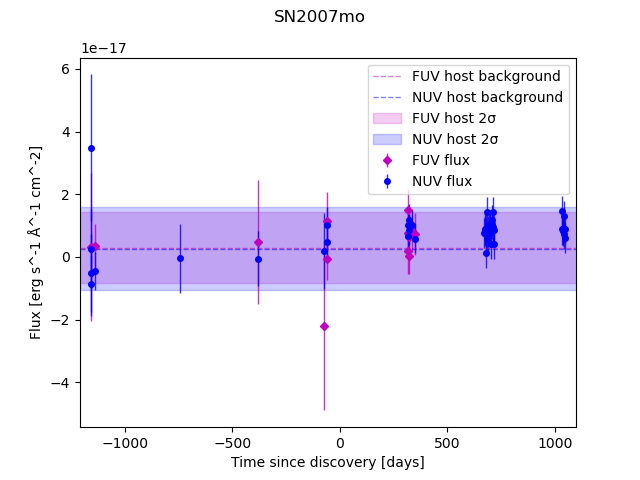 SN2007mo
1e−17
6
4
2
0
−2
−4
Flux [erg s^-1 Å^-1 cm^-2]
FUV host background
NUV host background
FUV host 2σ
NUV host 2σ
FUV flux
NUV flux
−1000
−500
0
500
1000
Time since discovery [days]